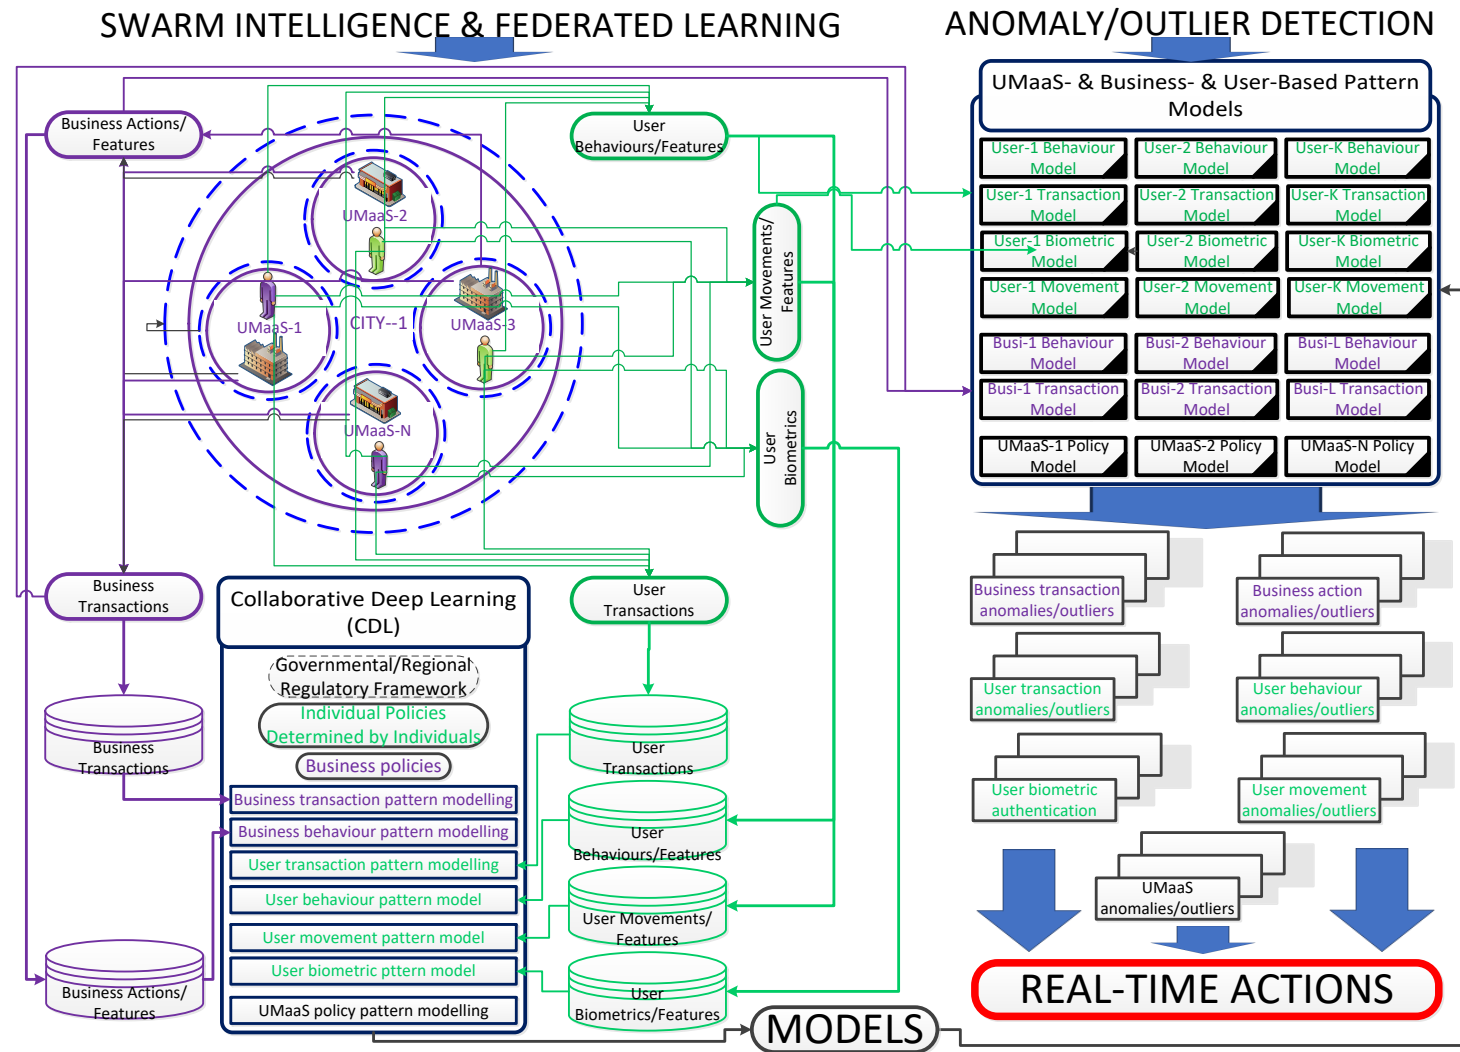 SWARM INTELLIGENCE & FEDERATED LEARNING
ANOMALY/OUTLIER DETECTION
Business Actions/
Features
User
Behaviours/Features
UMaaS-2
UMaaS-1
CITY--1
UMaaS-3
UMaaS-N
User Movements/
Features
User
Biometrics
Business
Transactions
User
Transactions
Collaborative Deep Learning
(CDL)
Governmental/Regional
Regulatory Framework
Individual Policies
Determined by Individuals
Business policies
Business transaction pattern modelling
Business behaviour pattern modelling
User transaction pattern modelling
User behaviour pattern model
User movement pattern model
User biometric pttern model
UMaaS policy pattern modelling
Business
Transactions
Business Actions/
Features
User
Transactions
User
Behaviours/Features
User Movements/
Features
User
Biometrics/Features
MODELS
UMaaS- & Business- & User-Based Pattern
Models
User-1 Behaviour
Model
User-2 Behaviour
Model
User-K Behaviour
Model
User-1 Transaction
Model
User-2 Transaction
Model
User-K Transaction
Model
User-1 Biometric
Model
User-2 Biometric
Model
User-K Biometric
Model
User-1 Movement
Model
User-2 Movement
Model
User-K Movement
Model
Busi-1 Behaviour
Model
Busi-2 Behaviour
Model
Busi-L Behaviour
Model
Busi-1 Transaction
Model
Busi-2 Transaction
Model
Busi-L Transaction
Model
UMaaS-1 Policy
Model
UMaaS-2 Policy
Model
UMaaS-N Policy
Model
Business transaction
anomalies/outliers
Business action
anomalies/outliers
User transaction
anomalies/outliers
User behaviour
anomalies/outliers
User biometric
authentication
User movement
anomalies/outliers
UMaaS
anomalies/outliers
REAL-TIME ACTIONS